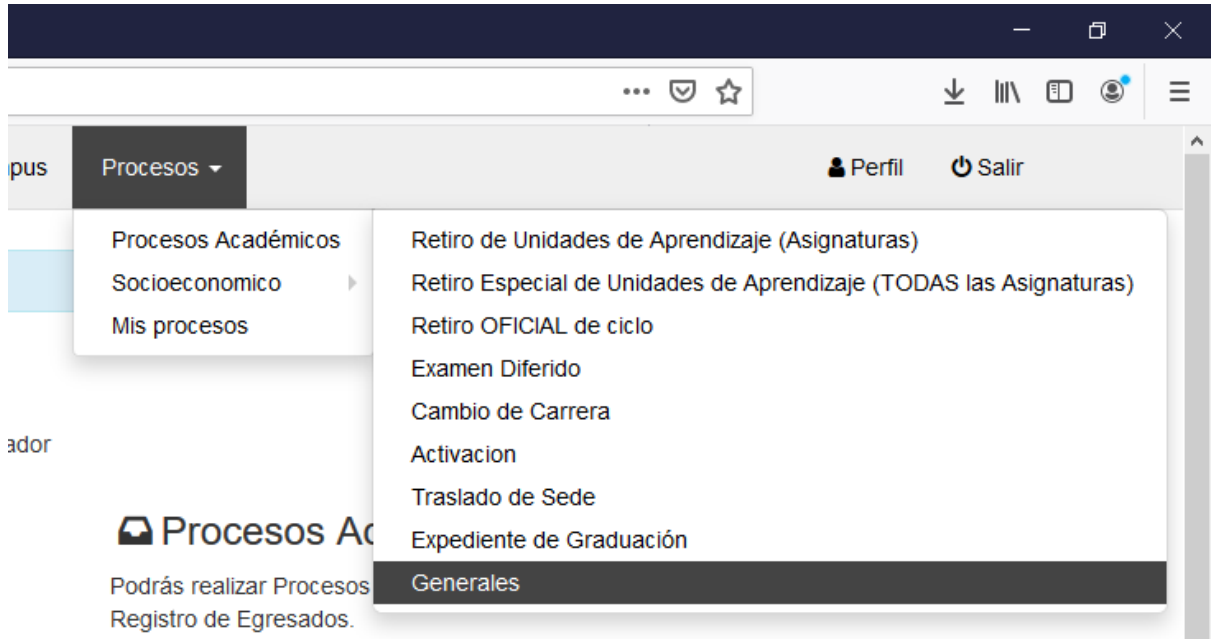 pus
Procesos
Perfil
Salir
Procesos Académicos
Socioeconomico
Mis procesos
Retiro de Unidades de Aprendizaje (Asignaturas)
Retiro Especial de Unidades de Aprendizaje (TODAS las Asignaturas)
Retiro OFICIAL de ciclo
Examen Diferido
Cambio de Carrera
Activacion
Traslado de Sede
Expediente de Graduación
Generales
ador
Procesos Ac
Podrás realizar Procesos
Registro de Egresados.